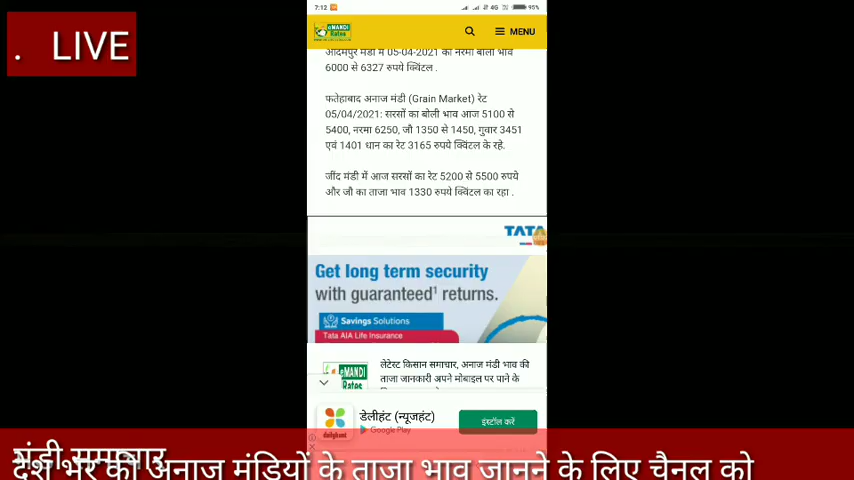 . LIVE
7:12
4G
95%
eMANDI
Rates
MENU
आदमपुर मंडी में 05-04-2021 को नरमा बोली भाव
6000 से 6327 रुपये क्विंटल .
फतेहाबाद अनाज मंडी (Grain Market) रेट
05/04/2021: सरसों का बोली भाव आज 5100 से
5400, नरमा 6250, जौ 1350 से 1450, गुवार 3451
एवं 1401 धान का रेट 3165 रुपये क्विंटल के रहे.
जींद मण्डी में आज सरसों का रेट 5200 से 5500 रुपये
और जौ का ताजा भाव 1330 रुपये क्विंटल का रहा .
TATA
Get long term security
with guaranteed¹ returns.
Savings Solutions
Tata AIA Life Insurance
eMANDI
Rates
लेटेस्ट किसान समाचार, अनाज मंडी भाव की
ताजा जानकारी अपने मोबाइल पर पाने के
डेलीहंट (न्यूजहंट)
dailyhunt
Google Play
इंस्टॉल करें
मंडी समाचार
देश भर की अनाज मंडियों के ताजा भाव जानने के लिए चैनल को